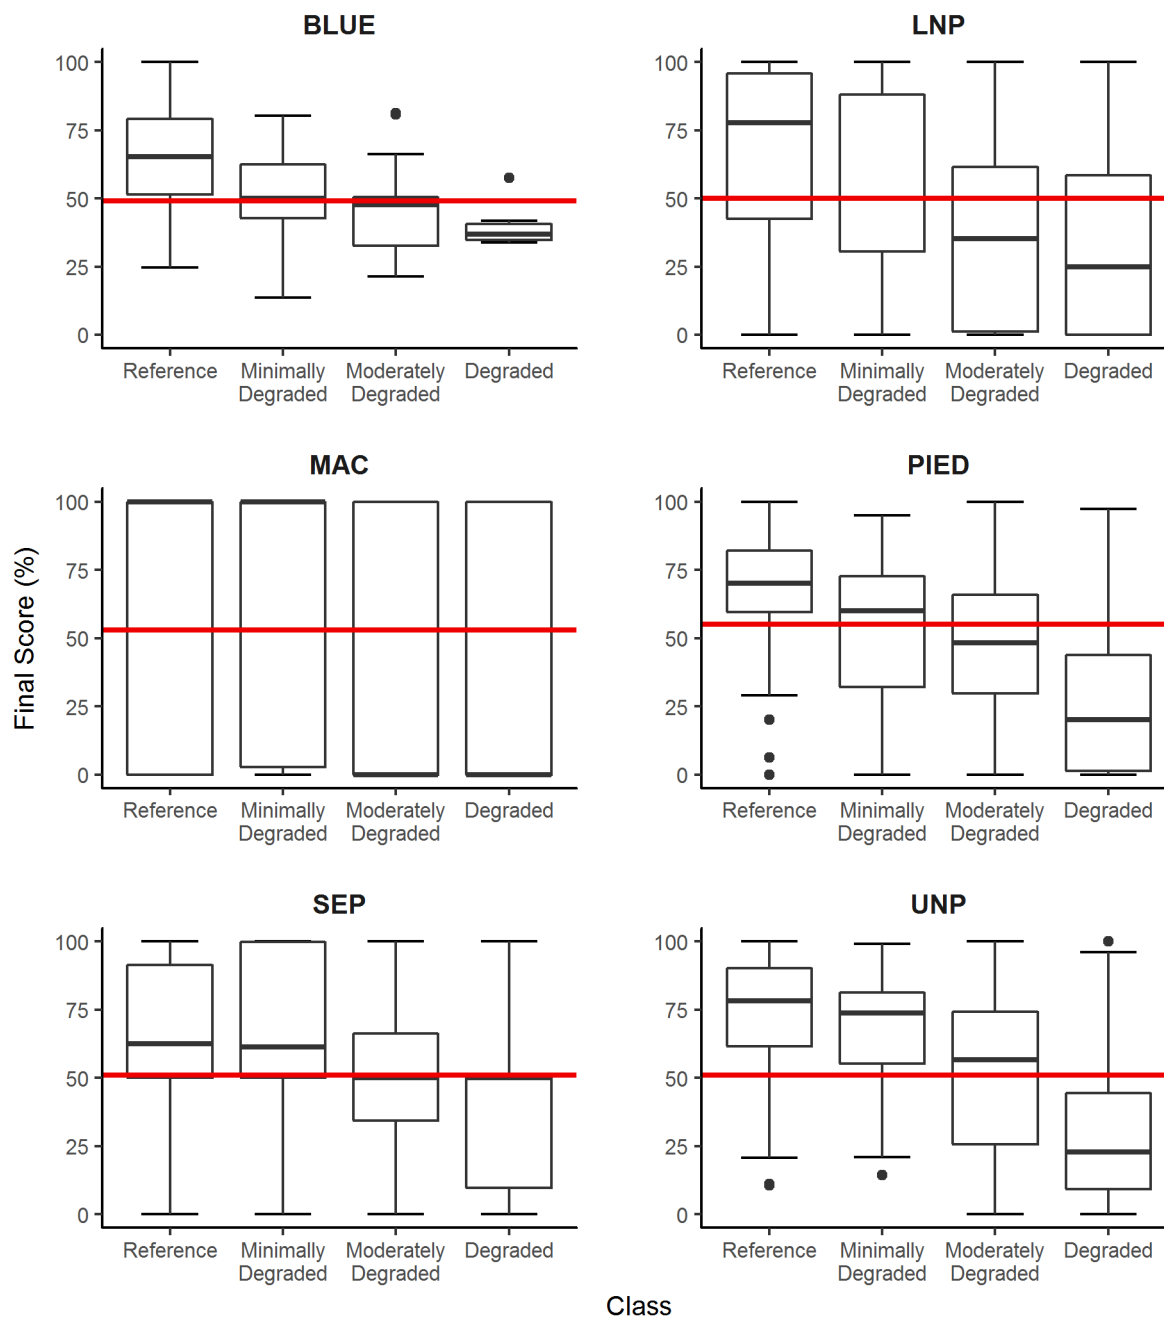 BLUE
100
75
50
25
0
Reference
Minimally
Degraded
Moderately
Degraded
Degraded
LNP
100
75
50
25
0
Reference
Minimally
Degraded
Moderately
Degraded
Degraded
Final Score (%)
MAC
100
75
50
25
0
Reference
Minimally
Degraded
Moderately
Degraded
Degraded
PIED
100
75
50
25
0
Reference
Minimally
Degraded
Moderately
Degraded
Degraded
SEP
100
75
50
25
0
Reference
Minimally
Degraded
Moderately
Degraded
Degraded
UNP
100
75
50
25
0
Reference
Minimally
Degraded
Moderately
Degraded
Degraded
Class